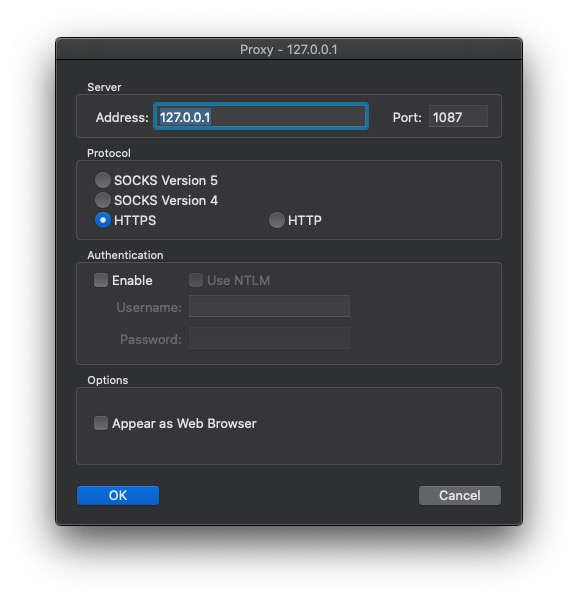 Proxy - 127.0.0.1
Server
Address: 127.0.0.1 Port: 1087
Protocol
SOCKS Version 5
SOCKS Version 4
HTTPS HTTP
Authentication
Enable Use NTLM
Username:
Password:
Options
Appear as Web Browser
OK Cancel